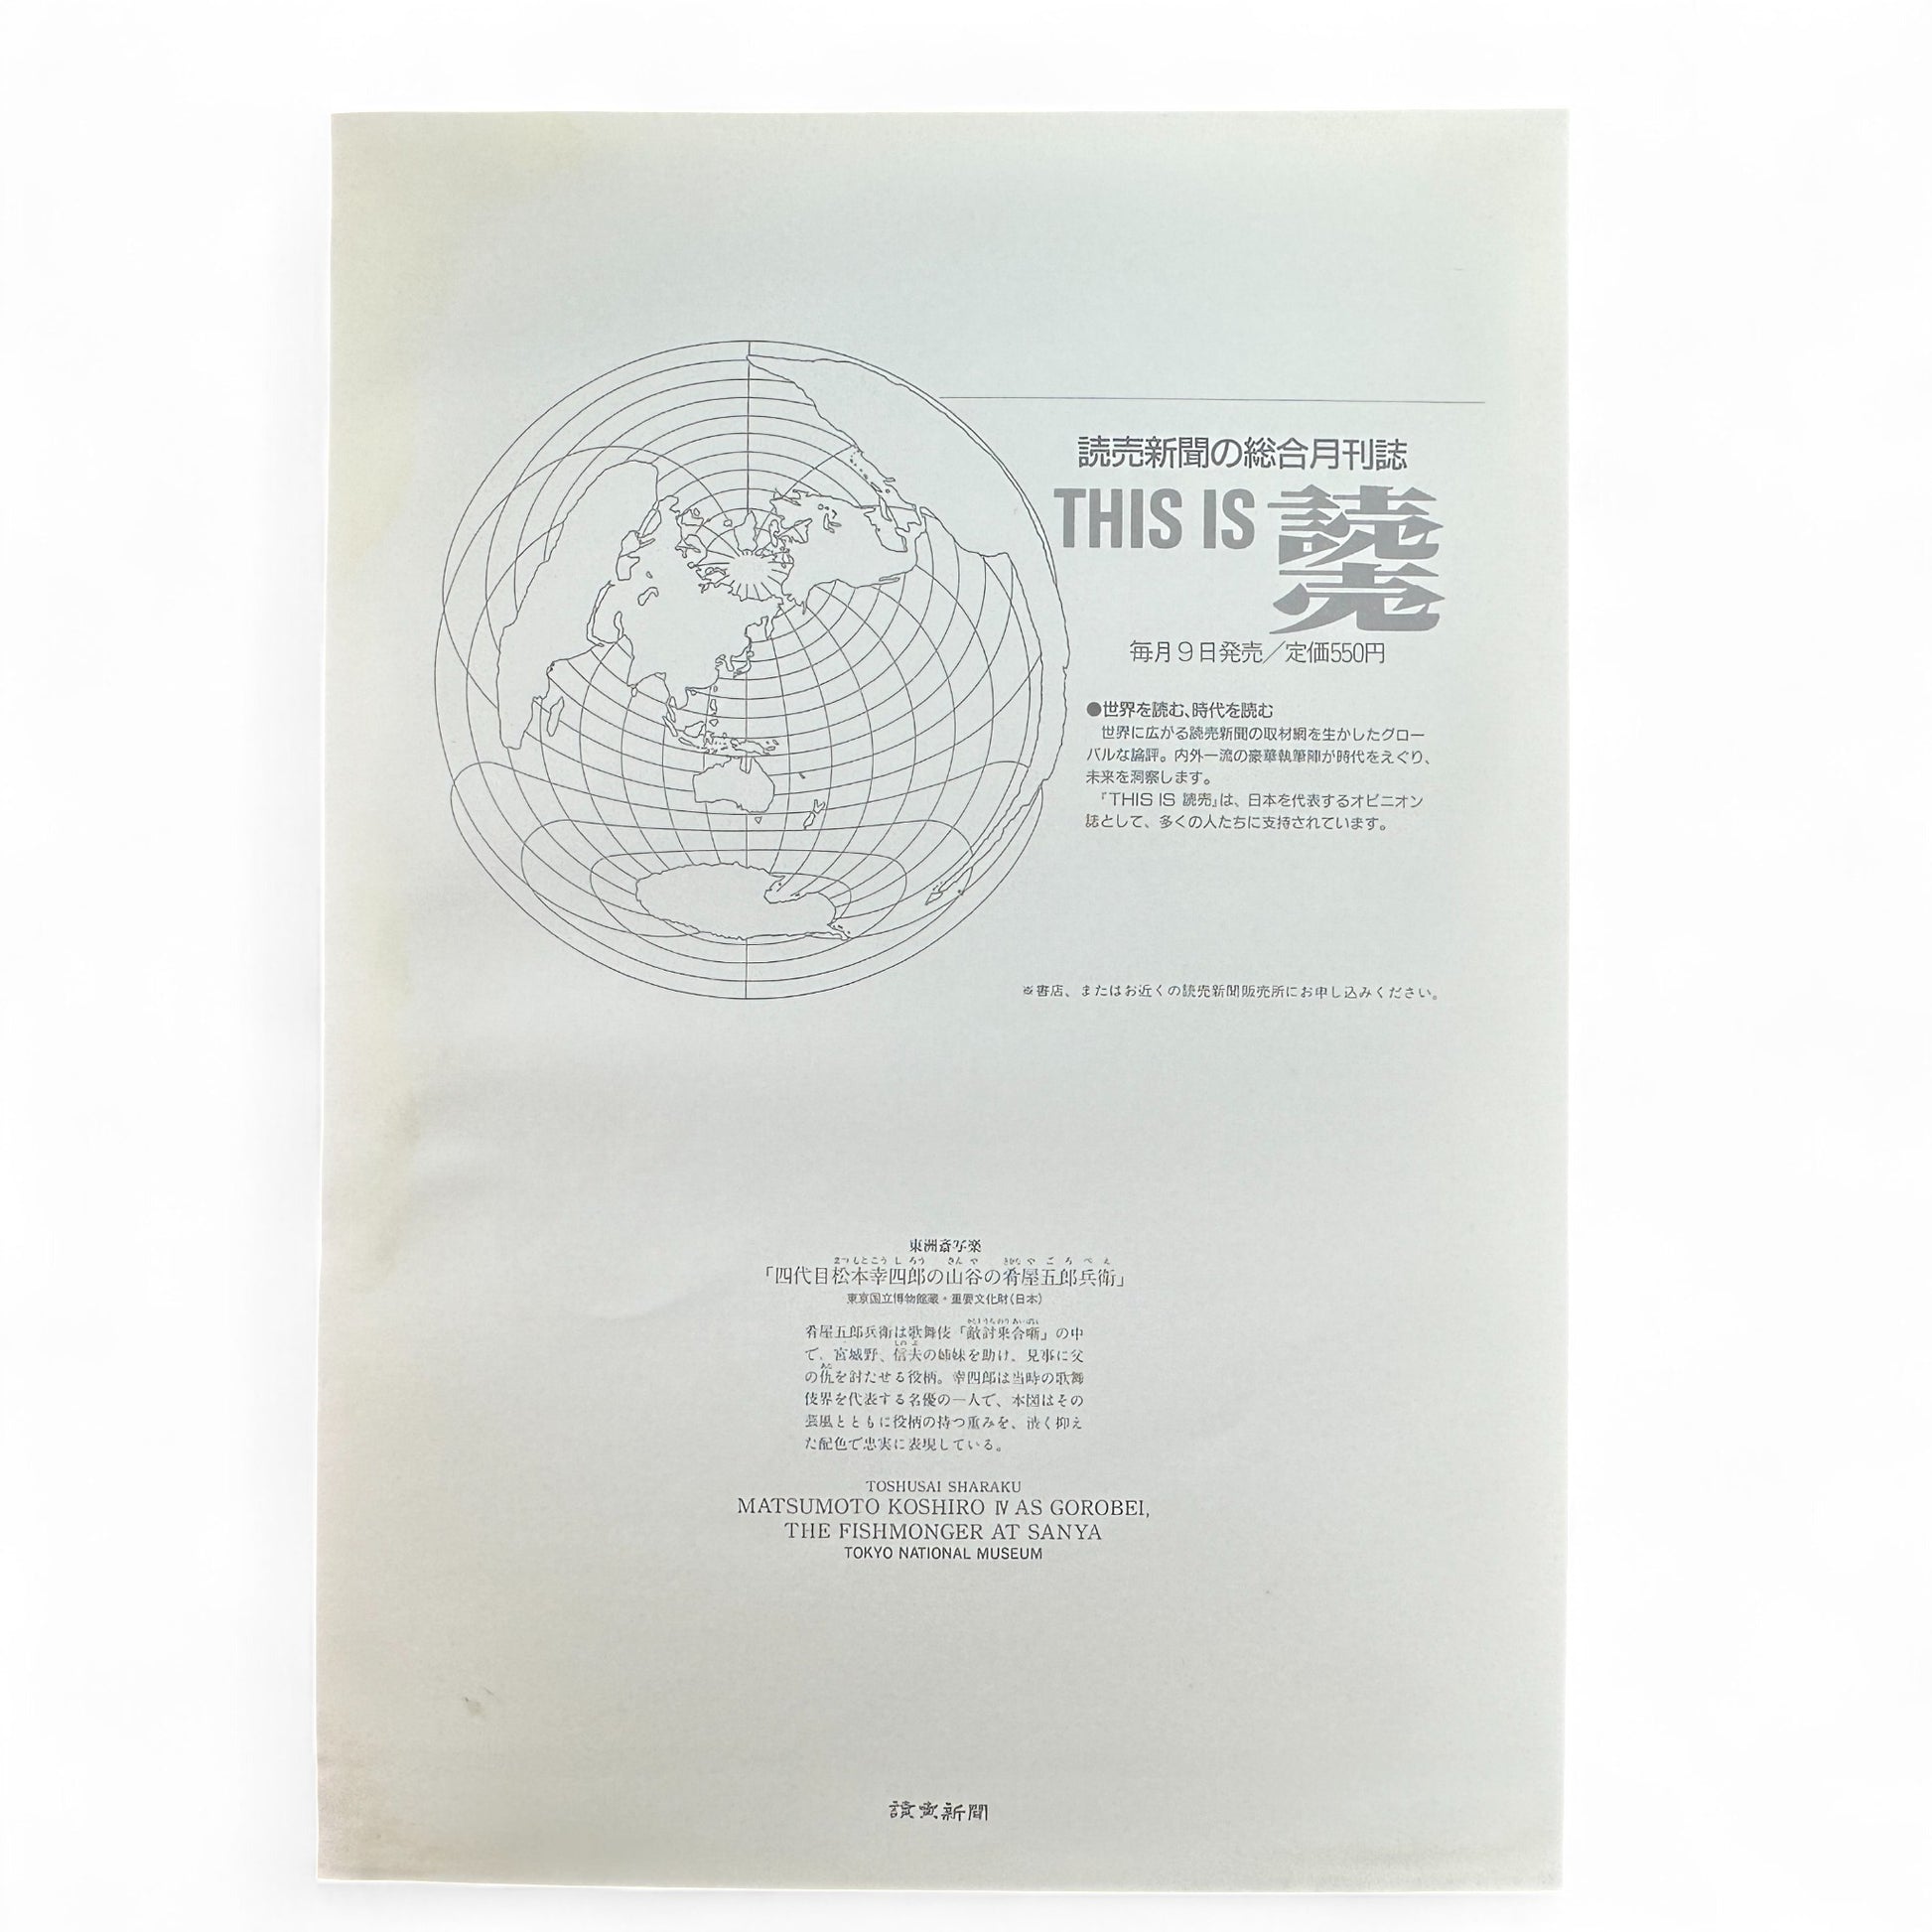 読売新聞の総合月刊誌
THIS IS 読売
毎月9日発売／定価550円
●世界を読む、時代を読む
世界に広がる読売新聞の取材網を生かしたグロー
バルな論評。内外一流の豪華執筆陣が時代をえぐり、
未来を洞察します。
『THIS IS 読売』は、日本を代表するオピニオン
誌として、多くの人たちに支持されています。
※書店、またはお近くの読売新聞販売所にお申し込みください。
東洲斎写楽
「四代目松本幸四郎の山谷の肴屋五郎兵衛」
東京国立博物館蔵・重要文化財（日本）
肴屋五郎兵衛は歌舞伎「敵討乗合噺」の中
で、宮城野、信夫の姉妹を助け、見事に父
の仇を討たせる役柄。幸四郎は当時の歌舞
伎界を代表する名優の一人で、本図はその
芸風とともに役柄の持つ重みを、渋く抑え
た配色で忠実に表現している。
TOSHUSAI SHARAKU
MATSUMOTO KOSHIRO Ⅳ AS GOROBEI,
THE FISHMONGER AT SANYA
TOKYO NATIONAL MUSEUM
讀賣新聞